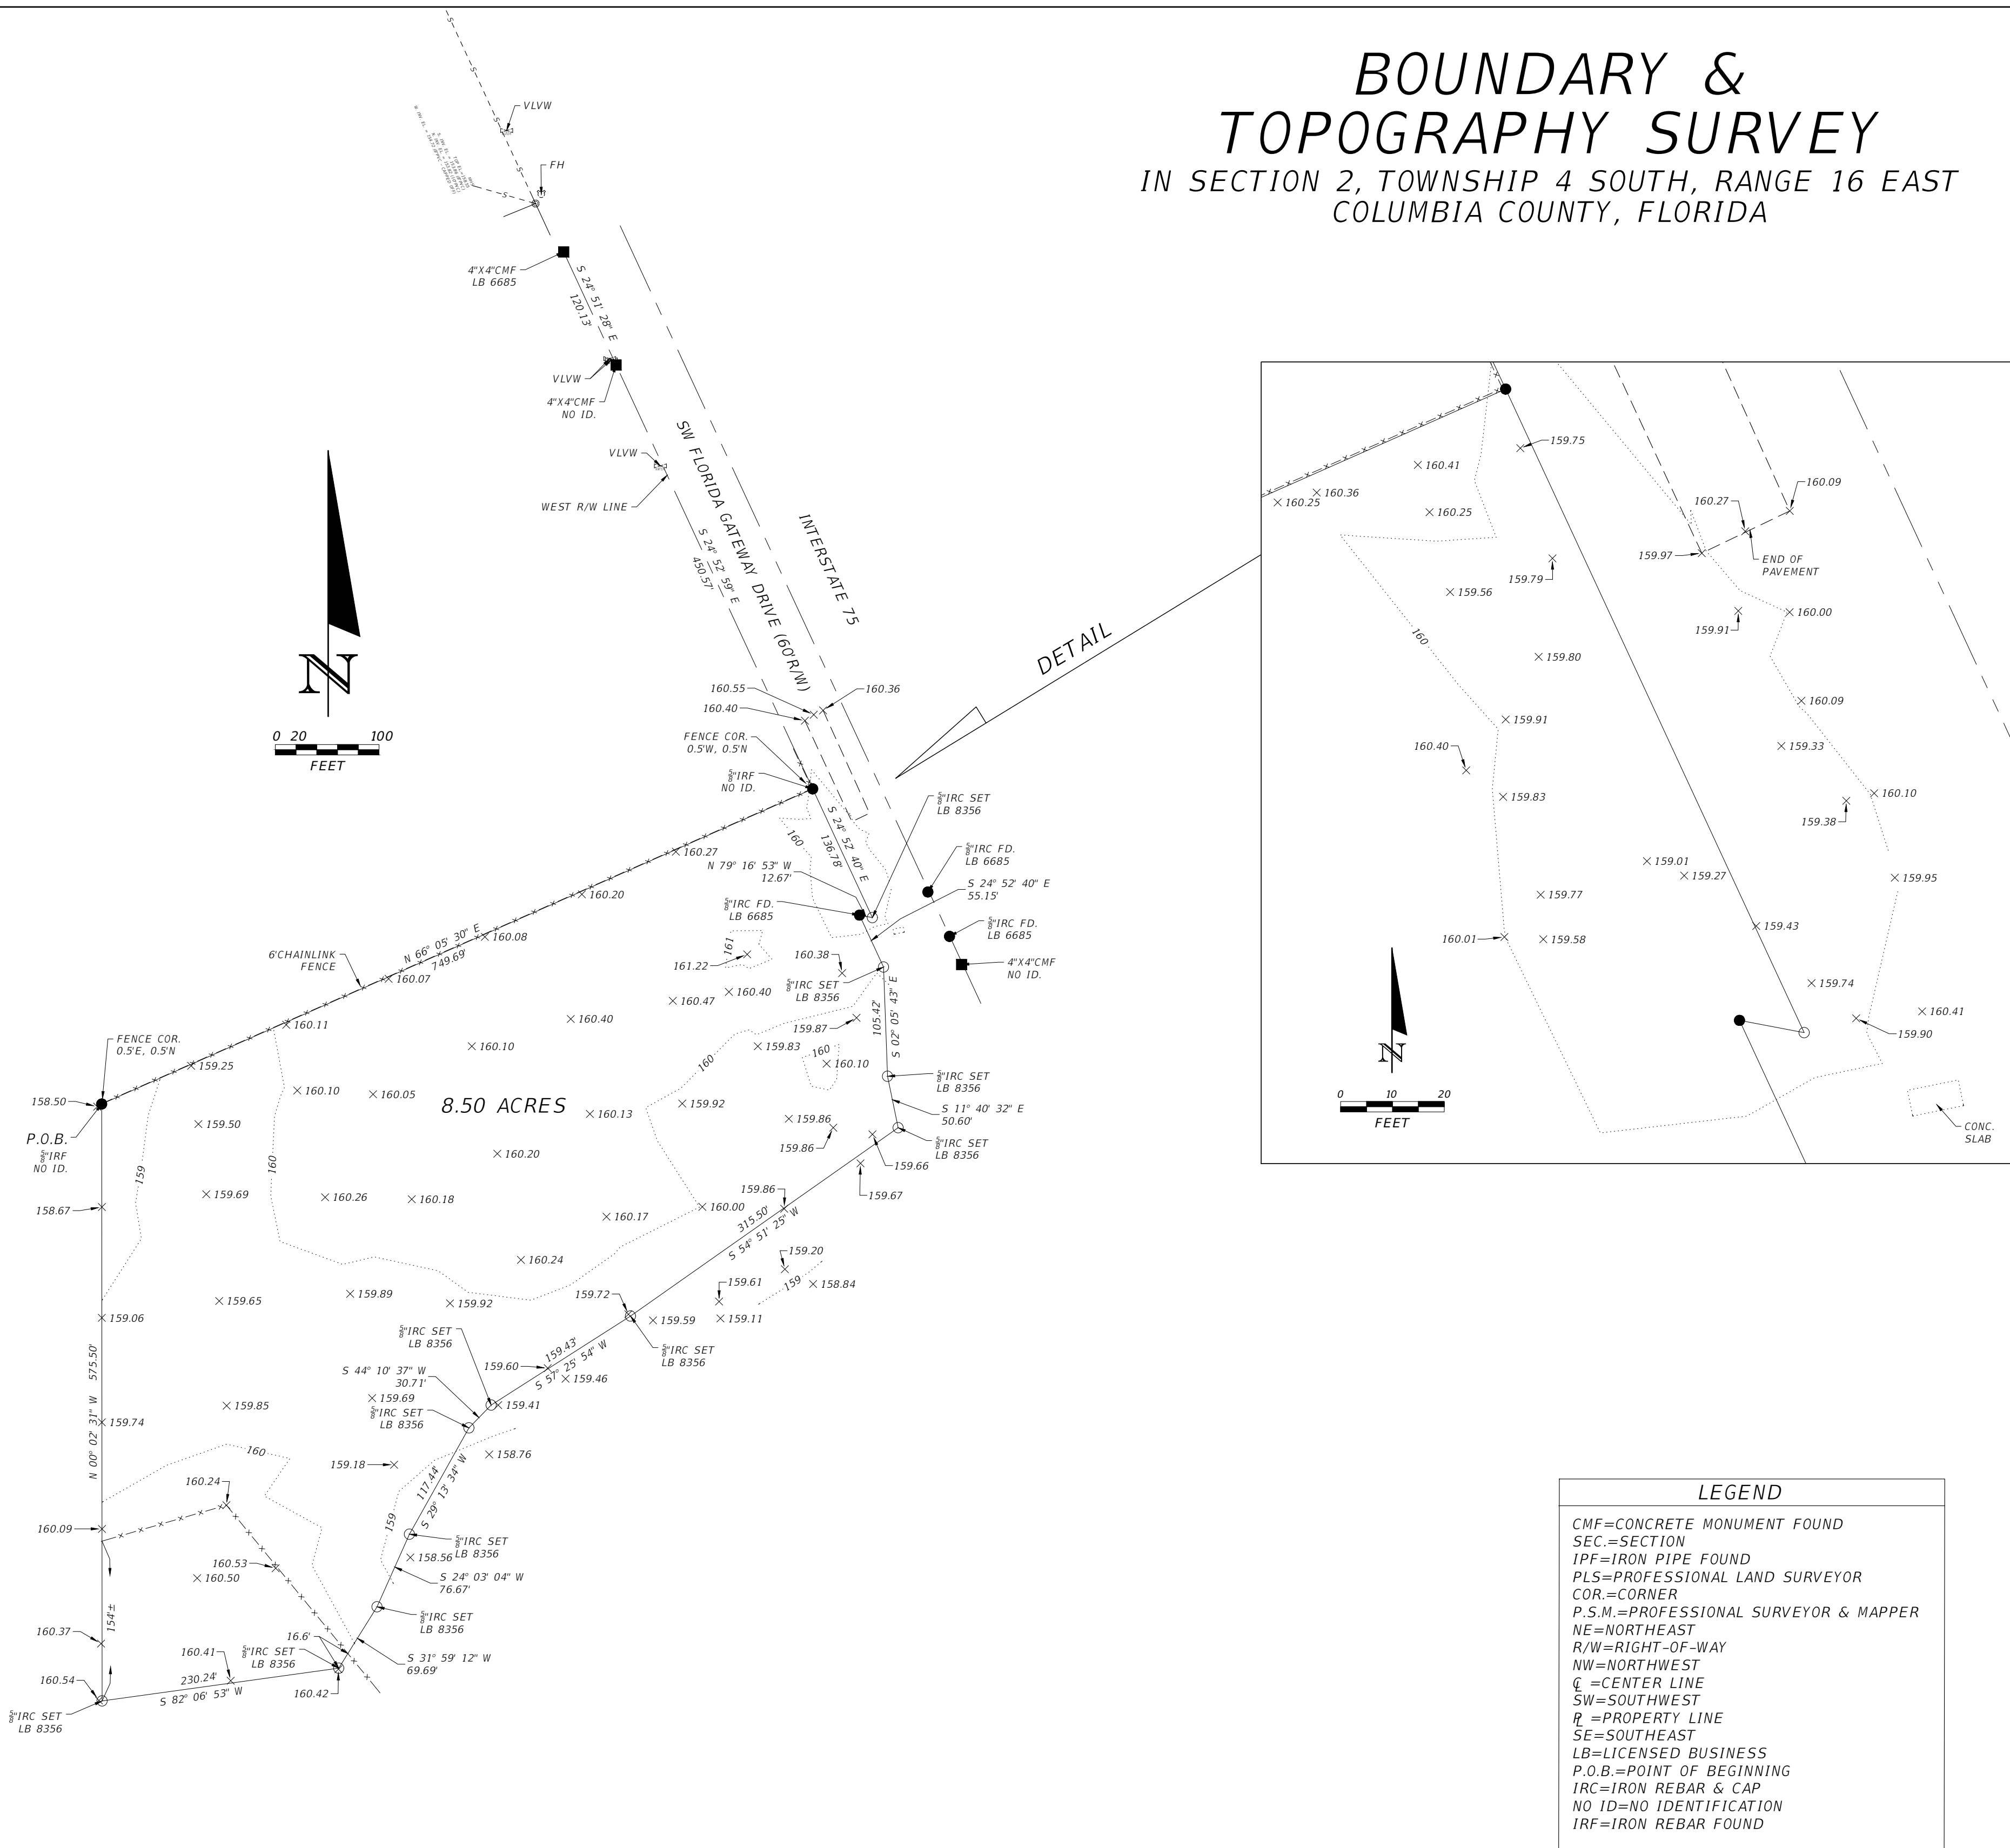 BOUNDARY &
TOPOGRAPHY SURVEY
IN SECTION 2, TOWNSHIP 4 SOUTH, RANGE 16 EAST
COLUMBIA COUNTY, FLORIDA
S
S
VLVW
S
FH
S
S
4"X4"CMF
LB 6685
S 24° 51' 28" E
120.13'
VLVW
4"X4"CMF
NO ID.
VLVW
WEST R/W LINE
SW FLORIDA GATEWAY DRIVE (60'R/W)
INTERSTATE 75
S 24° 52' 59" E
450.57'
N
0 20 100
FEET
DETAIL
160.55
160.36
160.40
FENCE COR.
0.5'W, 0.5'N
5/8"IRF
NO ID.
5/8"IRC SET
LB 8356
160
S 24° 52' 40" E
136.78'
160.27
N 79° 16' 53" W
12.67'
5/8"IRC FD.
LB 6685
S 24° 52' 40" E
55.15'
160.20
5/8"IRC FD.
LB 6685
5/8"IRC FD.
LB 6685
N 66° 05' 30" E
749.69'
160.08
6'CHAINLINK
FENCE
161
161.22
160.38
4"X4"CMF
NO ID.
160.07
5/8"IRC SET
LB 8356
160.47
160.40
160.40
160.11
159.87
105.42'
S 02° 05' 43" E
FENCE COR.
0.5'E, 0.5'N
160.10
159.83
160
160
160.10
159.25
5/8"IRC SET
LB 8356
158.50
160.10
160.05
8.50 ACRES
160.13
159.92
S 11° 40' 32" E
50.60'
159.50
159.86
159.86
P.O.B.
5/8"IRF
NO ID.
5/8"IRC SET
LB 8356
160.20
159.66
159
160
159.69
160.26
160.18
159.86
159.67
158.67
160.17
160.00
315.50'
S 54° 51' 25" W
160.24
159.20
159.61
159
158.84
159.65
159.89
159.92
159.72
159.06
159.59
159.11
5/8"IRC SET
LB 8356
5/8"IRC SET
LB 8356
159.43'
S 57° 25' 54" W
159.60
159.46
N 00° 02' 31" W 575.50'
S 44° 10' 37" W
30.71'
159.69
159.85
159.41
5/8"IRC SET
LB 8356
159.74
160
159.18
158.76
160.24
117.44'
S 29° 13' 34" W
159
160.09
5/8"IRC SET
LB 8356
158.56
160.53
160.50
S 24° 03' 04" W
76.67'
154'±
5/8"IRC SET
LB 8356
160.37
16.6'
160.41
5/8"IRC SET
LB 8356
S 31° 59' 12" W
69.69'
160.54
230.24'
S 82° 06' 53" W
160.42
5/8"IRC SET
LB 8356
159.75
160.41
160.36
160.25
160.25
160.09
160.27
159.97
END OF
PAVEMENT
159.79
159.56
160.00
159.91
160
159.80
160.09
159.91
159.33
160.40
159.83
160.10
159.38
159.01
159.27
159.95
159.77
159.43
160.01
159.58
159.74
160.41
159.90
N
0 10 20
FEET
CONC.
SLAB
LEGEND
CMF=CONCRETE MONUMENT FOUND
SEC.=SECTION
IPF=IRON PIPE FOUND
PLS=PROFESSIONAL LAND SURVEYOR
COR.=CORNER
P.S.M.=PROFESSIONAL SURVEYOR & MAPPER
NE=NORTHEAST
R/W=RIGHT-OF-WAY
NW=NORTHWEST
℄ =CENTER LINE
SW=SOUTHWEST
PL =PROPERTY LINE
SE=SOUTHEAST
LB=LICENSED BUSINESS
P.O.B.=POINT OF BEGINNING
IRC=IRON REBAR & CAP
NO ID=NO IDENTIFICATION
IRF=IRON REBAR FOUND